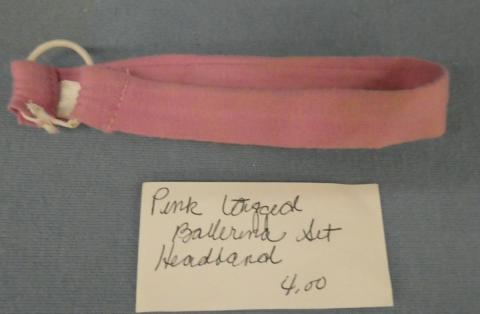 Pink tagged
Ballerina Set
Headband
4.00